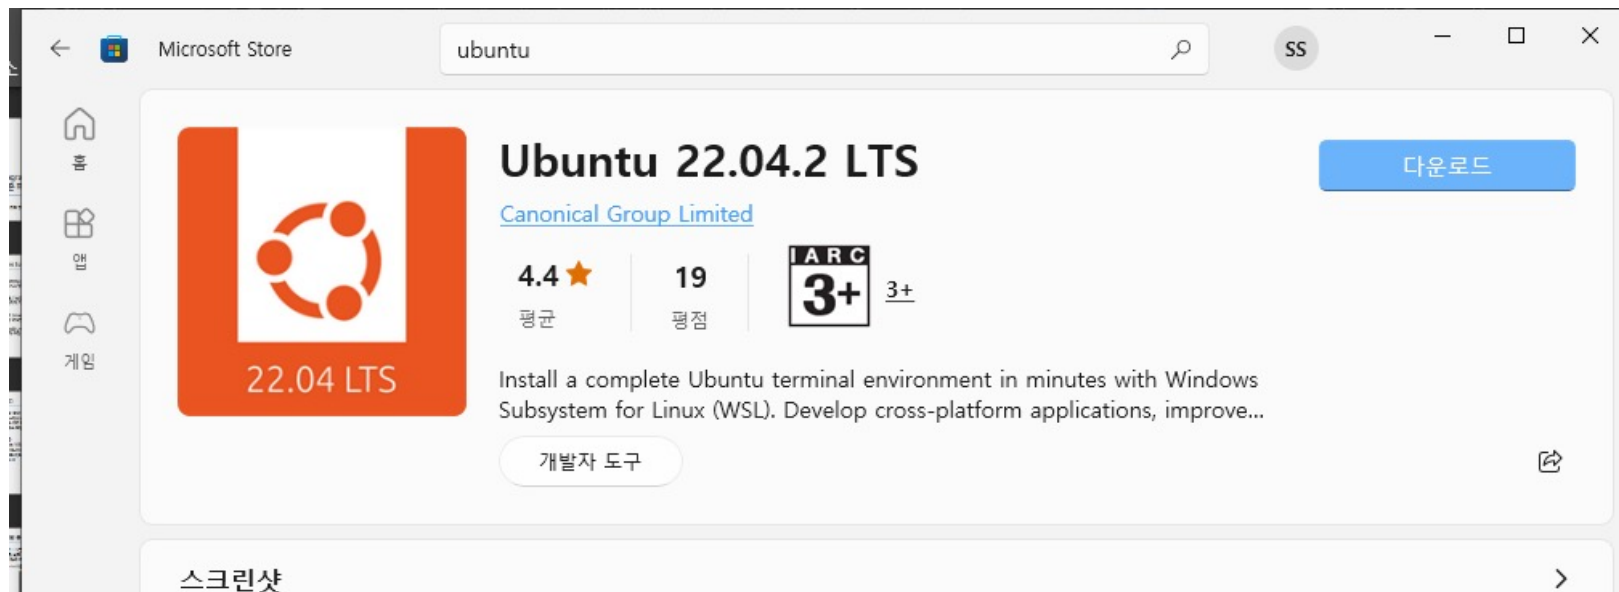 Microsoft Store
ubuntu
SS
홈
앱
게임
22.04 LTS
Ubuntu 22.04.2 LTS
다운로드
Canonical Group Limited
4.4
평균
19
평점
IARC
3+
3+
Install a complete Ubuntu terminal environment in minutes with Windows
Subsystem for Linux (WSL). Develop cross-platform applications, improve...
개발자 도구
스크린샷